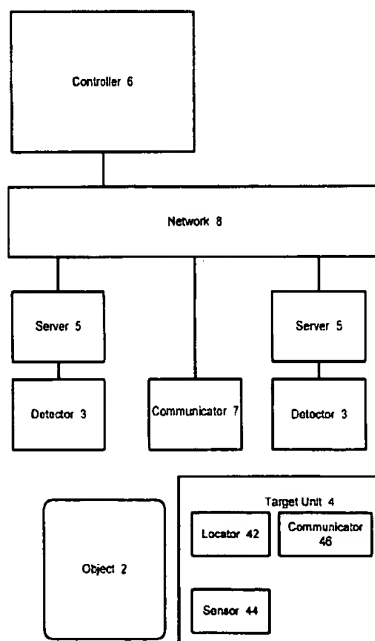 Controller 6
Network 8
Server 5
Server 5
Detector 3
Communicator 7
Detector 3
Target Unit 4
Locator 42
Communicator
46
Object 2
Sensor 44